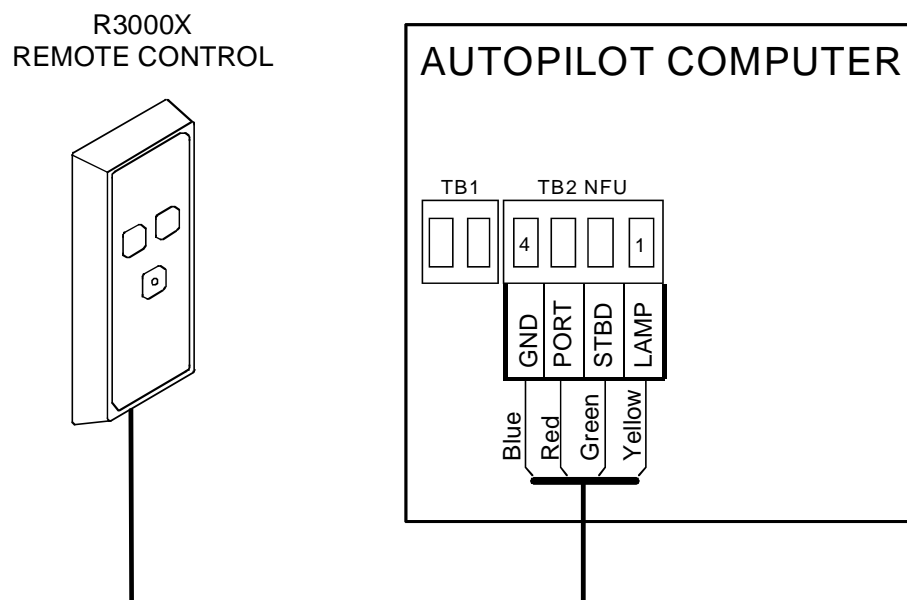 R3000X
REMOTE CONTROL
AUTOPILOT COMPUTER
TB1
TB2 NFU
4
1
GND
PORT
STBD
LAMP
Blue
Red
Green
Yellow